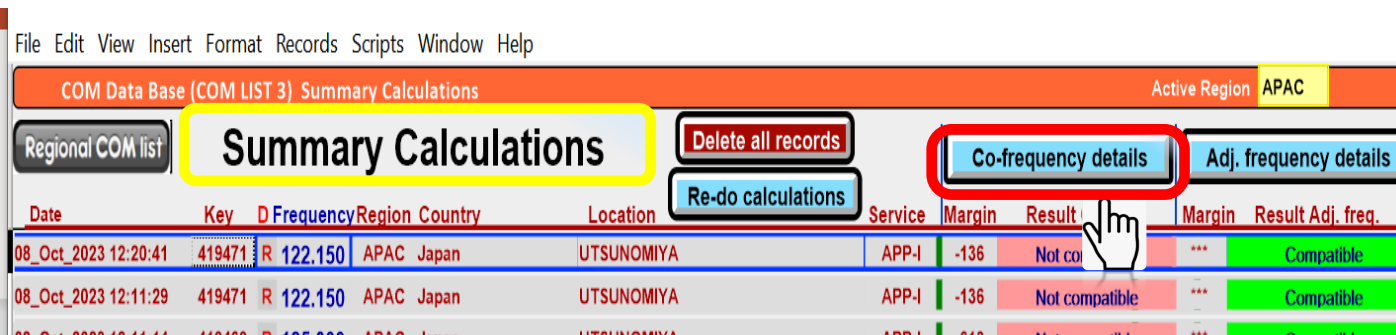 File Edit View Insert Format Records Scripts Window Help
COM Data Base (COM LIST 3) Summary Calculations Active Region APAC
Regional COM list Summary Calculations Delete all records Co-frequency details Adj. frequency details
Re-do calculations
Date Key D Frequency Region Country Location Service Margin Result Margin Result Adj. freq.
08_Oct_2023 12:20:41 419471 R 122.150 APAC Japan UTSUNOMIYA APP-I -136 Not *** Compatible
08_Oct_2023 12:11:29 419471 R 122.150 APAC Japan UTSUNOMIYA APP-I -136 Not compatible *** Compatible